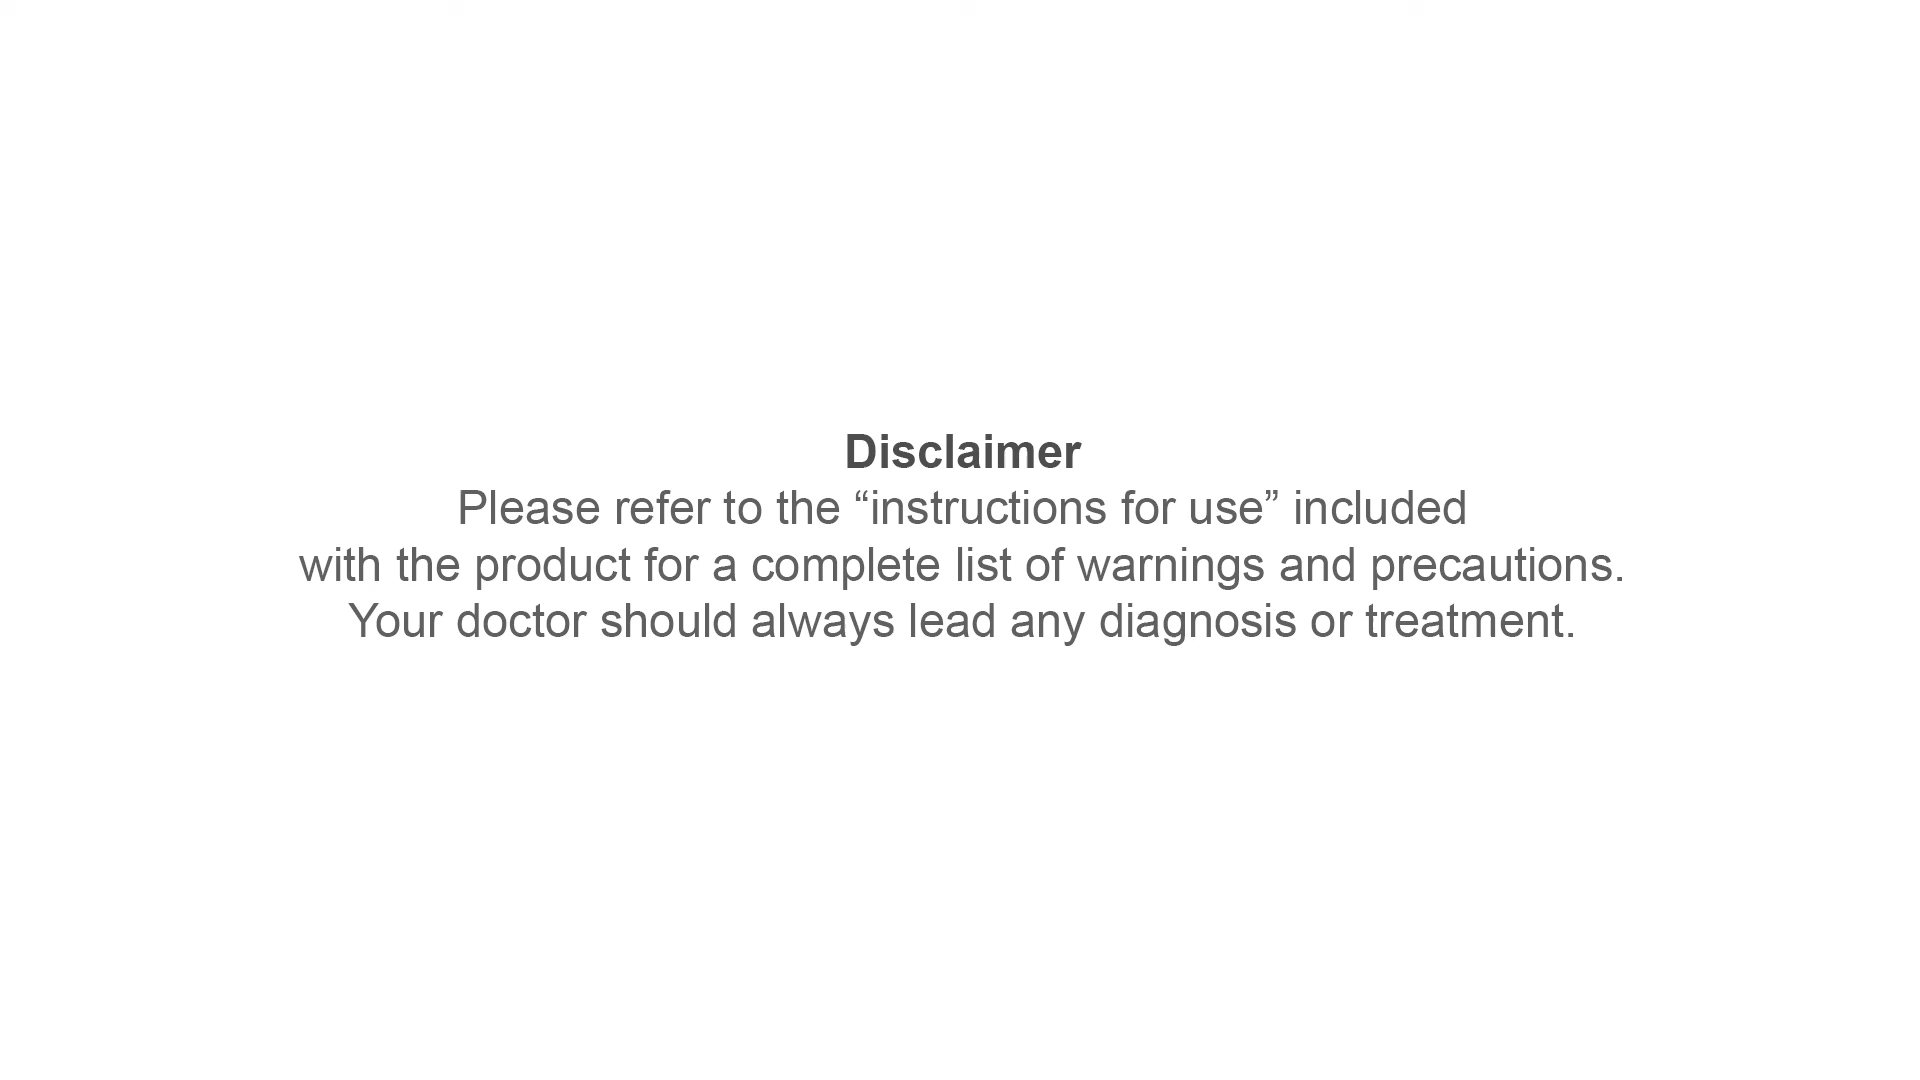 Disclaimer
Please refer to the “instructions for use” included
with the product for a complete list of warnings and precautions.
Your doctor should always lead any diagnosis or treatment.